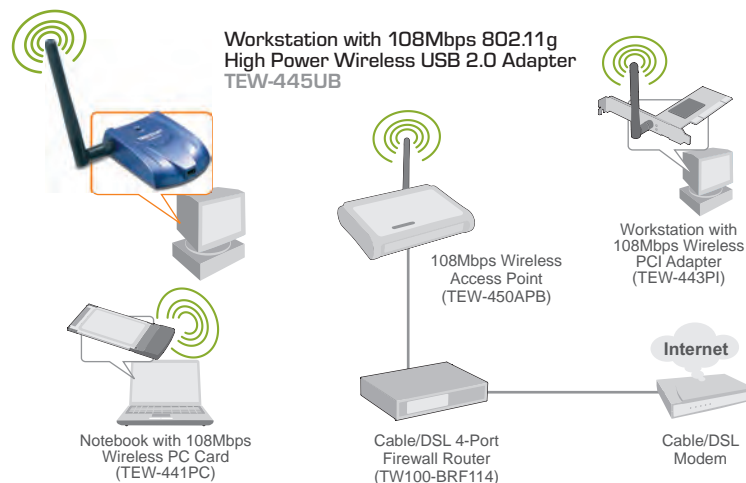 Workstation with 108Mbps 802.11g
High Power Wireless USB 2.0 Adapter
TEW-445UB
108Mbps Wireless
Access Point
(TEW-450APB)
Workstation with
108Mbps Wireless
PCI Adapter
(TEW-443PI)
Notebook with 108Mbps
Wireless PC Card
(TEW-441PC)
Cable/DSL 4-Port
Firewall Router
(TW100-BRF114)
Internet
Cable/DSL
Modem